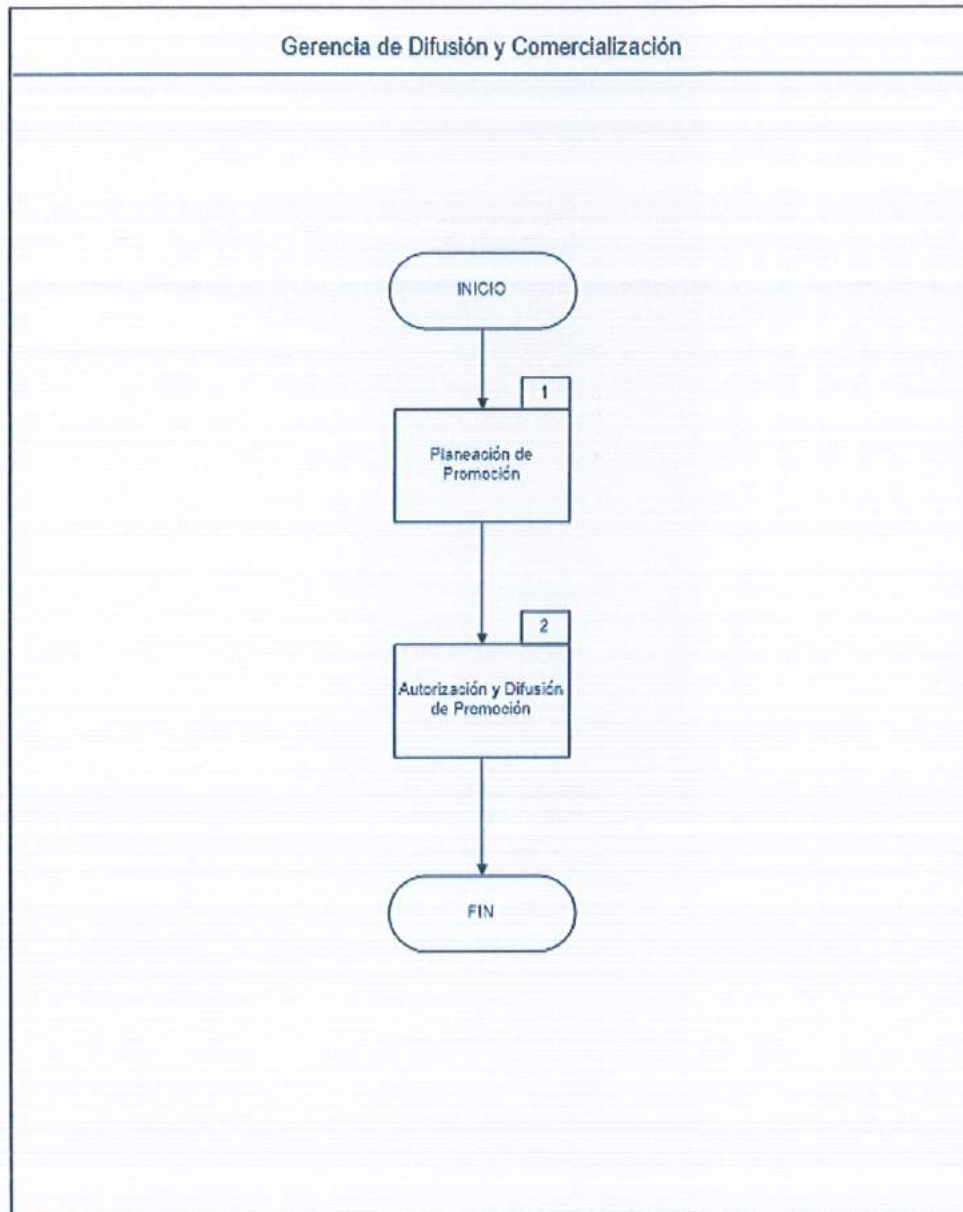 Gerencia de Difusión y Comercialización
INICIO
1
Planeación de
Promoción
2
Autorización y Difusión
de Promoción
FIN